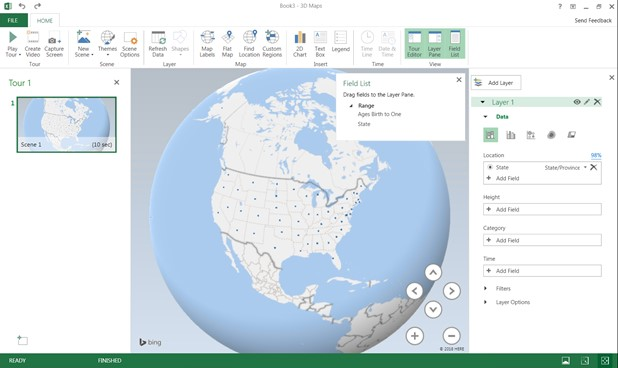 Book3 - 3D Maps
FILE
HOME
Send Feedback
Play Tour
Create Video
Capture Screen
New Scene
Themes
Scene Options
Refresh Data
Shapes
Map Labels
Flat Map
Find Location
Custom Regions
2D Chart
Text Box
Legend
Time Line
Date & Time
Tour Editor
Layer Pane
Field List
Tour
Scene
Layer
Map
Insert
Time
View
Tour 1
1
Scene 1
(10 sec)
Field List
Drag fields to the Layer Pane.
Range
Ages Birth to One
State
bing
© 2016 HERE
Add Layer
Layer 1
Data
Location
98%
State
State/Province
Add Field
Height
Add Field
Category
Add Field
Time
Add Field
Filters
Layer Options
READY
FINISHED